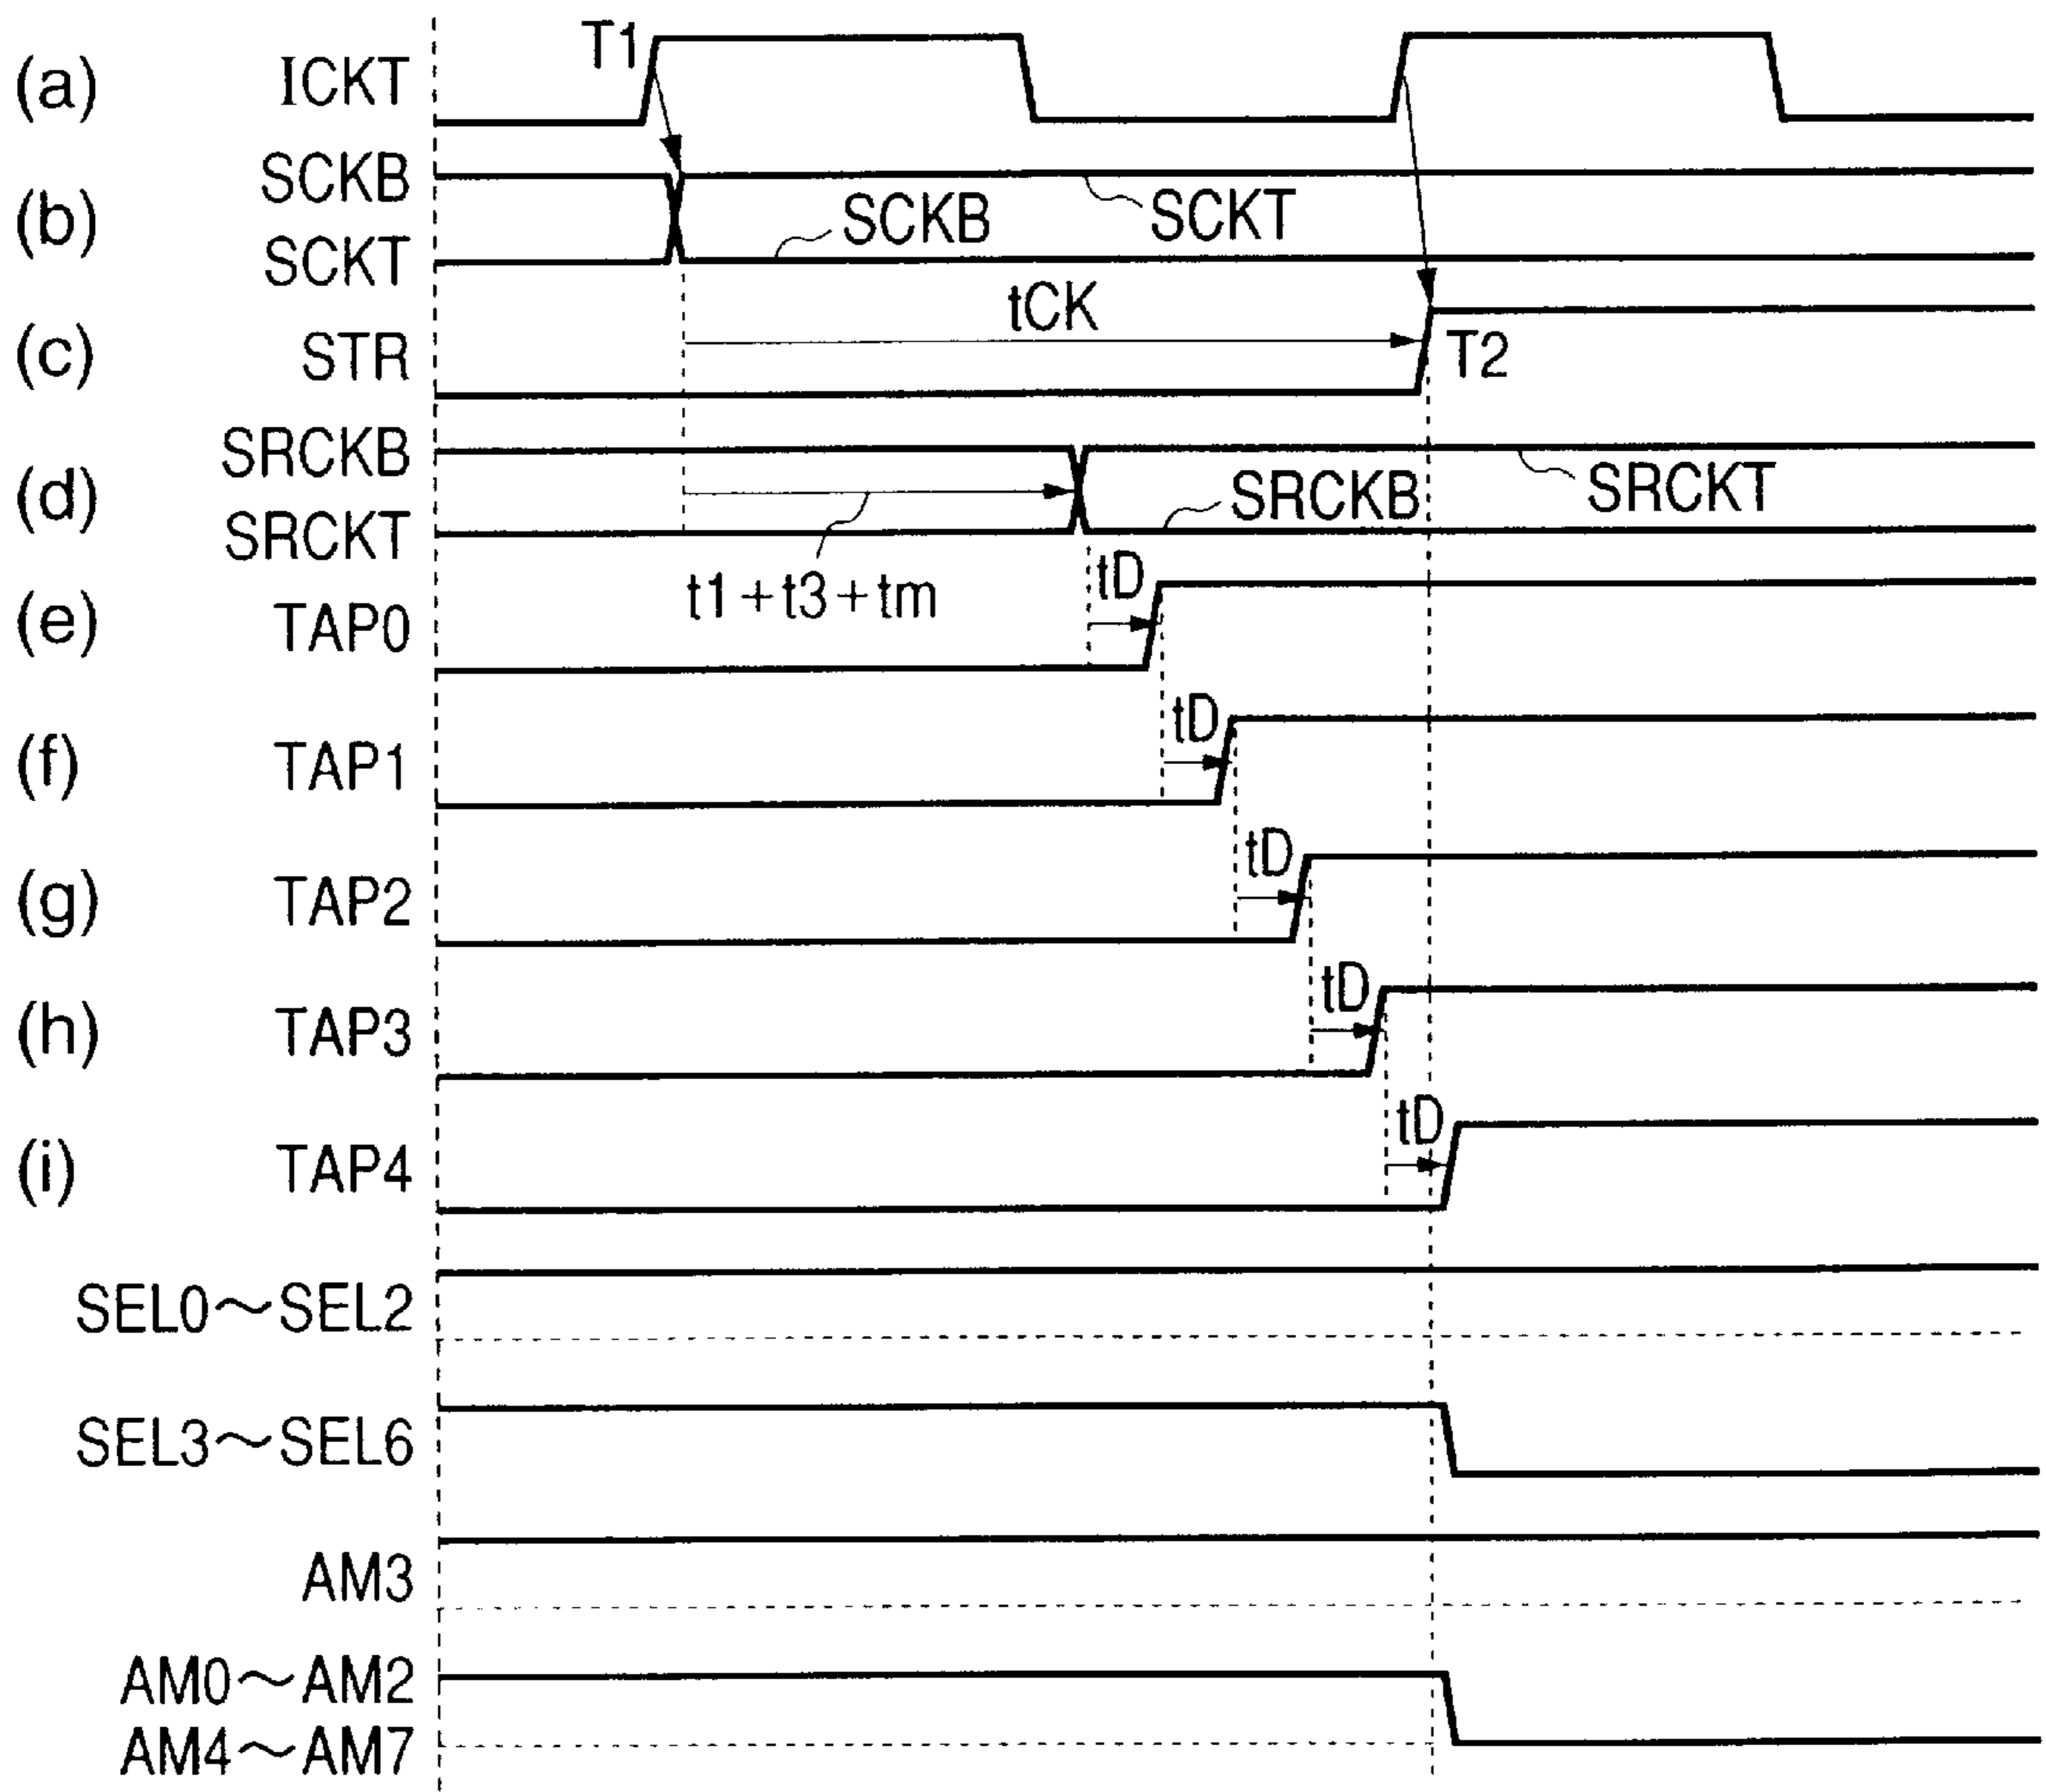 (a) ICKT T1
SCKB
(b) SCKB SCKT
SCKT
tCK
(c) STR T2
SRCKB
(d) SRCKB SRCKT
SRCKT
t1+t3+tm
(e) TAP0 tD
(f) TAP1 tD
(g) TAP2 tD
(h) TAP3 tD
(i) TAP4 tD
SEL0～SEL2
SEL3～SEL6
AM3
AM0～AM2
AM4～AM7